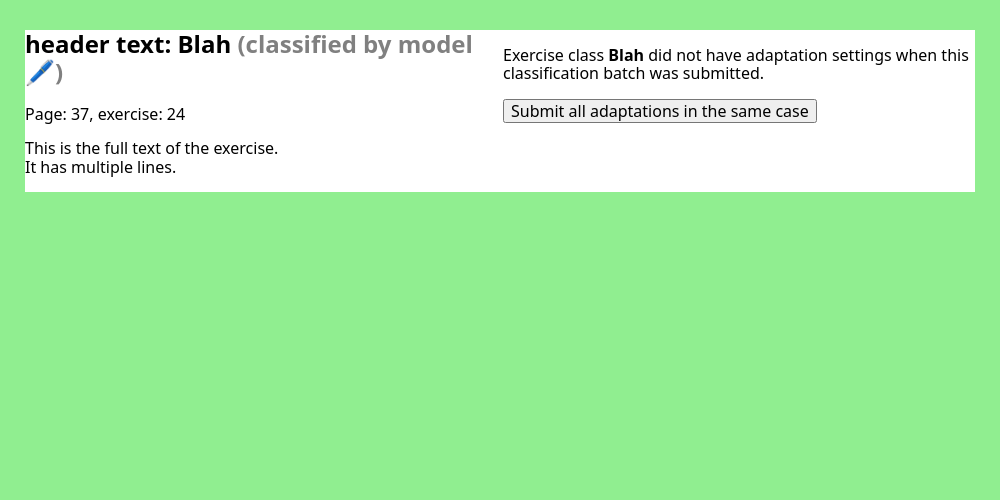 header text: Blah (classified by model
🖊️)
Page: 37, exercise: 24
This is the full text of the exercise.
It has multiple lines.
Exercise class Blah did not have adaptation settings when this
classification batch was submitted.
Submit all adaptations in the same case